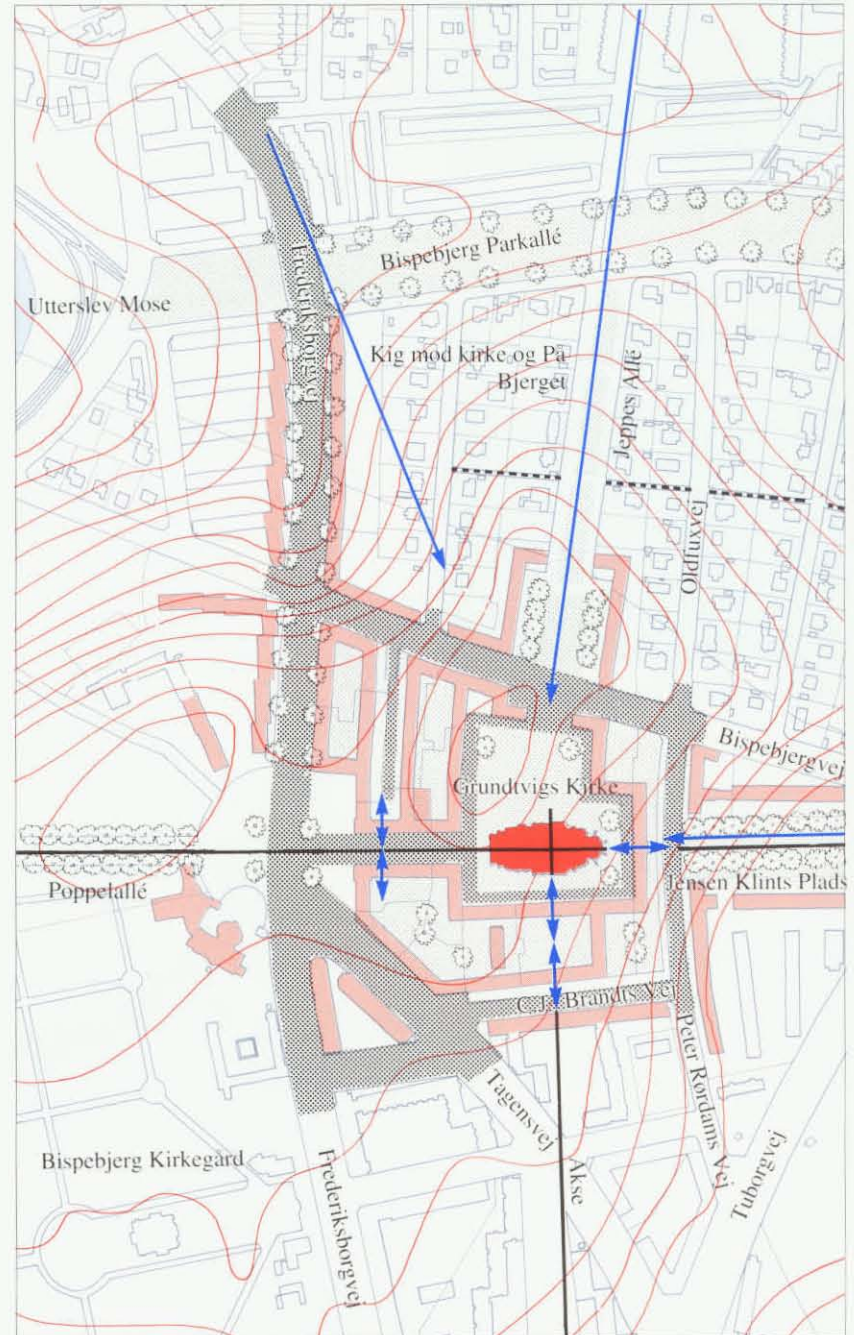 Bispebjerg Parkallé
Frederiksborgvej
Utterslev Mose
Kig mod kirke og På
Bjerget
Jeppes Allé
Oldfuxvej
Bispebjergvej
Grundtvigs Kirke
Poppelallé
Jensen Klints Plads
C.J. Brandts Vej
Peter Rørdams Vej
Tagensvej
Akse
Tuborgvej
Bispebjerg Kirkegård
Frederiksborgvej